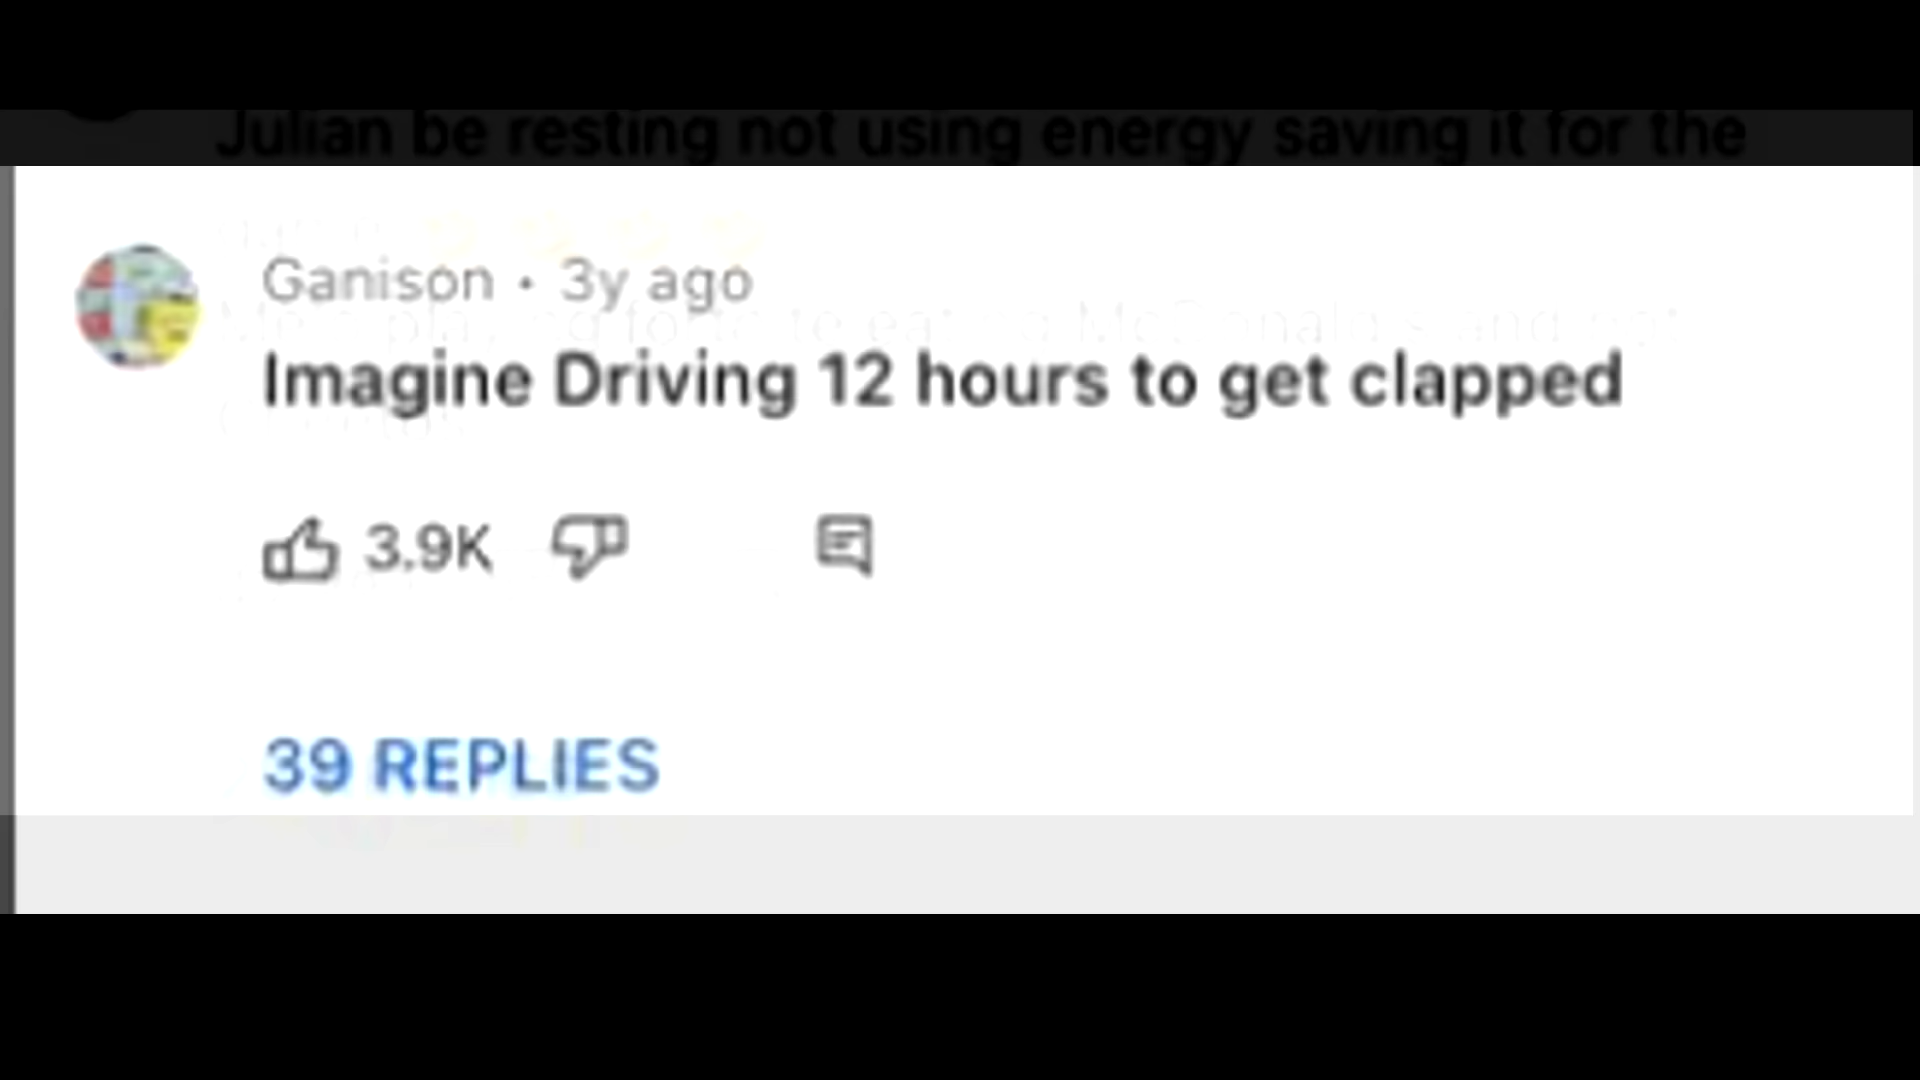 Julian be resting not using energy saving it for the
Ganison • 3y ago
Imagine Driving 12 hours to get clapped
3.9K
39 REPLIES